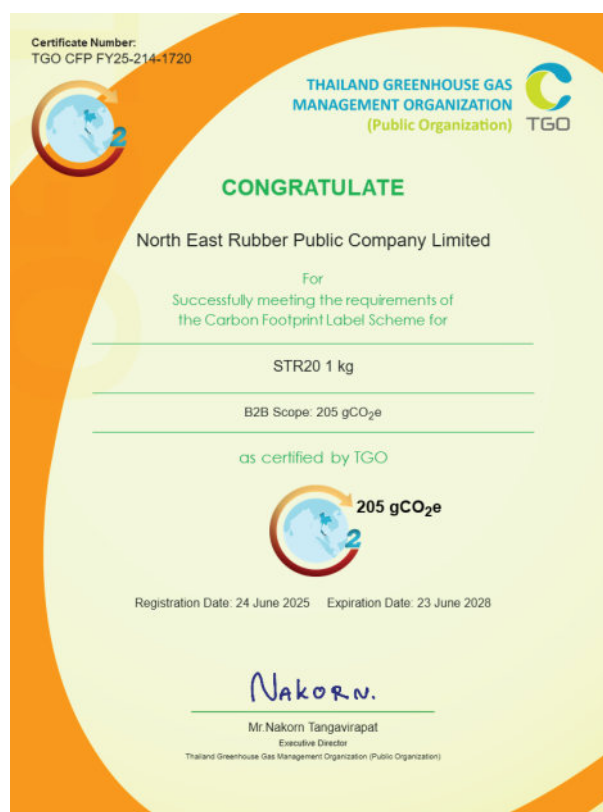 Certificate Number:
TGO CFP FY25-214-1720
THAILAND GREENHOUSE GAS
MANAGEMENT ORGANIZATION
(Public Organization)
TGO
2
CONGRATULATE
North East Rubber Public Company Limited
For
Successfully meeting the requirements of
the Carbon Footprint Label Scheme for
STR20 1 kg
B2B Scope: 205 gCO₂e
as certified by TGO
205 gCO₂e
2
Registration Date: 24 June 2025 Expiration Date: 23 June 2028
NAKORN.
Mr.Nakorn Tangavirapat
Executive Director
Thailand Greenhouse Gas Management Organization (Public Organization)